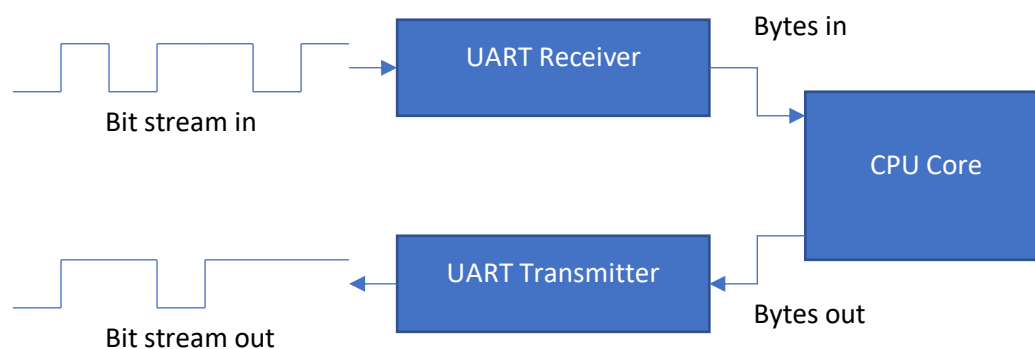 Bytes in
UART Receiver
Bit stream in
CPU Core
UART Transmitter
Bytes out
Bit stream out